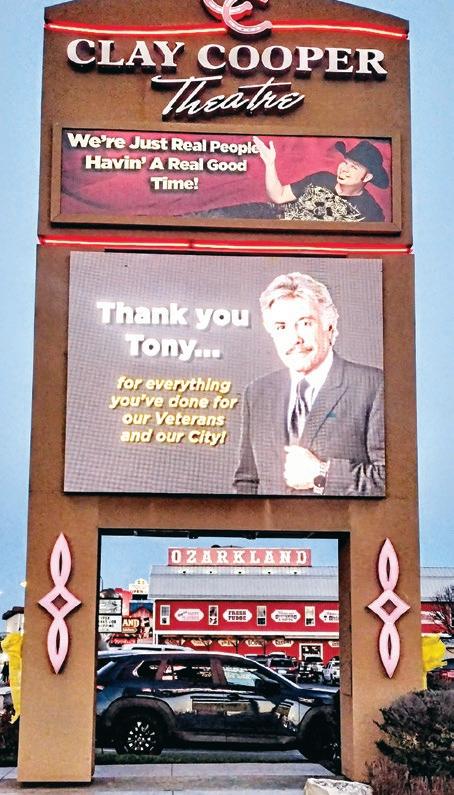 CLAY COOPER
Theatre
We're Just Real People
Havin' A Real Good
Time!
Thank you
Tony...
for everything
you've done for
our Veterans
and our City!
OZARKLAND
FRESH
FUDGE